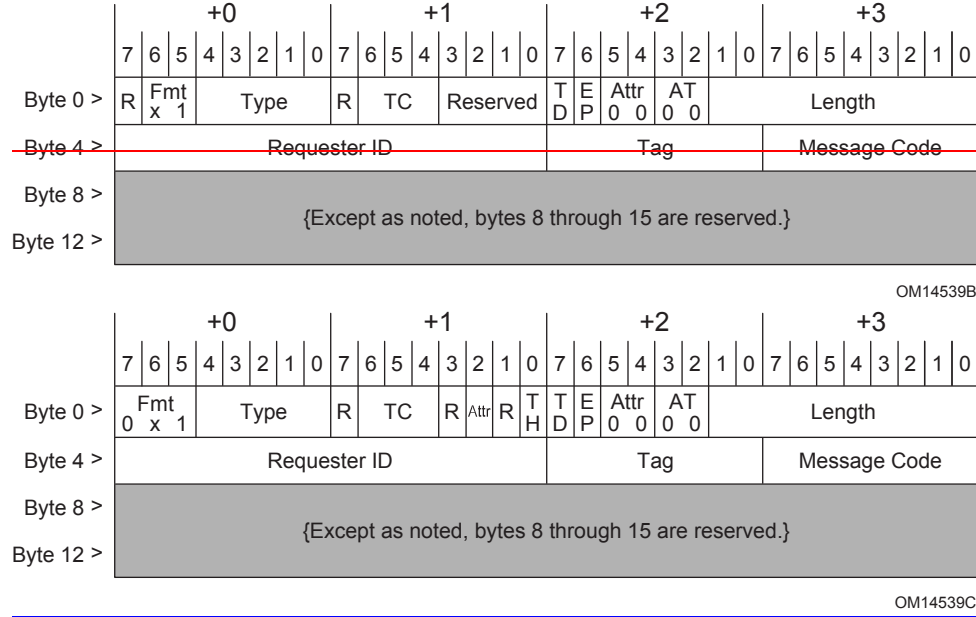 +0 +1 +2 +3
7 6 5 4 3 2 1 0 7 6 5 4 3 2 1 0 7 6 5 4 3 2 1 0 7 6 5 4 3 2 1 0
Byte 0 > R Fmt x 1 Type R TC Reserved TD EP Attr 0 0 AT 0 0 Length
Byte 4 > Requester ID Tag Message Code
Byte 8 >
{Except as noted, bytes 8 through 15 are reserved.}
Byte 12 >
OM14539B
+0 +1 +2 +3
7 6 5 4 3 2 1 0 7 6 5 4 3 2 1 0 7 6 5 4 3 2 1 0 7 6 5 4 3 2 1 0
Byte 0 > Fmt 0 x 1 Type R TC R Attr R TH TD EP Attr 0 0 AT 0 0 Length
Byte 4 > Requester ID Tag Message Code
Byte 8 >
{Except as noted, bytes 8 through 15 are reserved.}
Byte 12 >
OM14539C